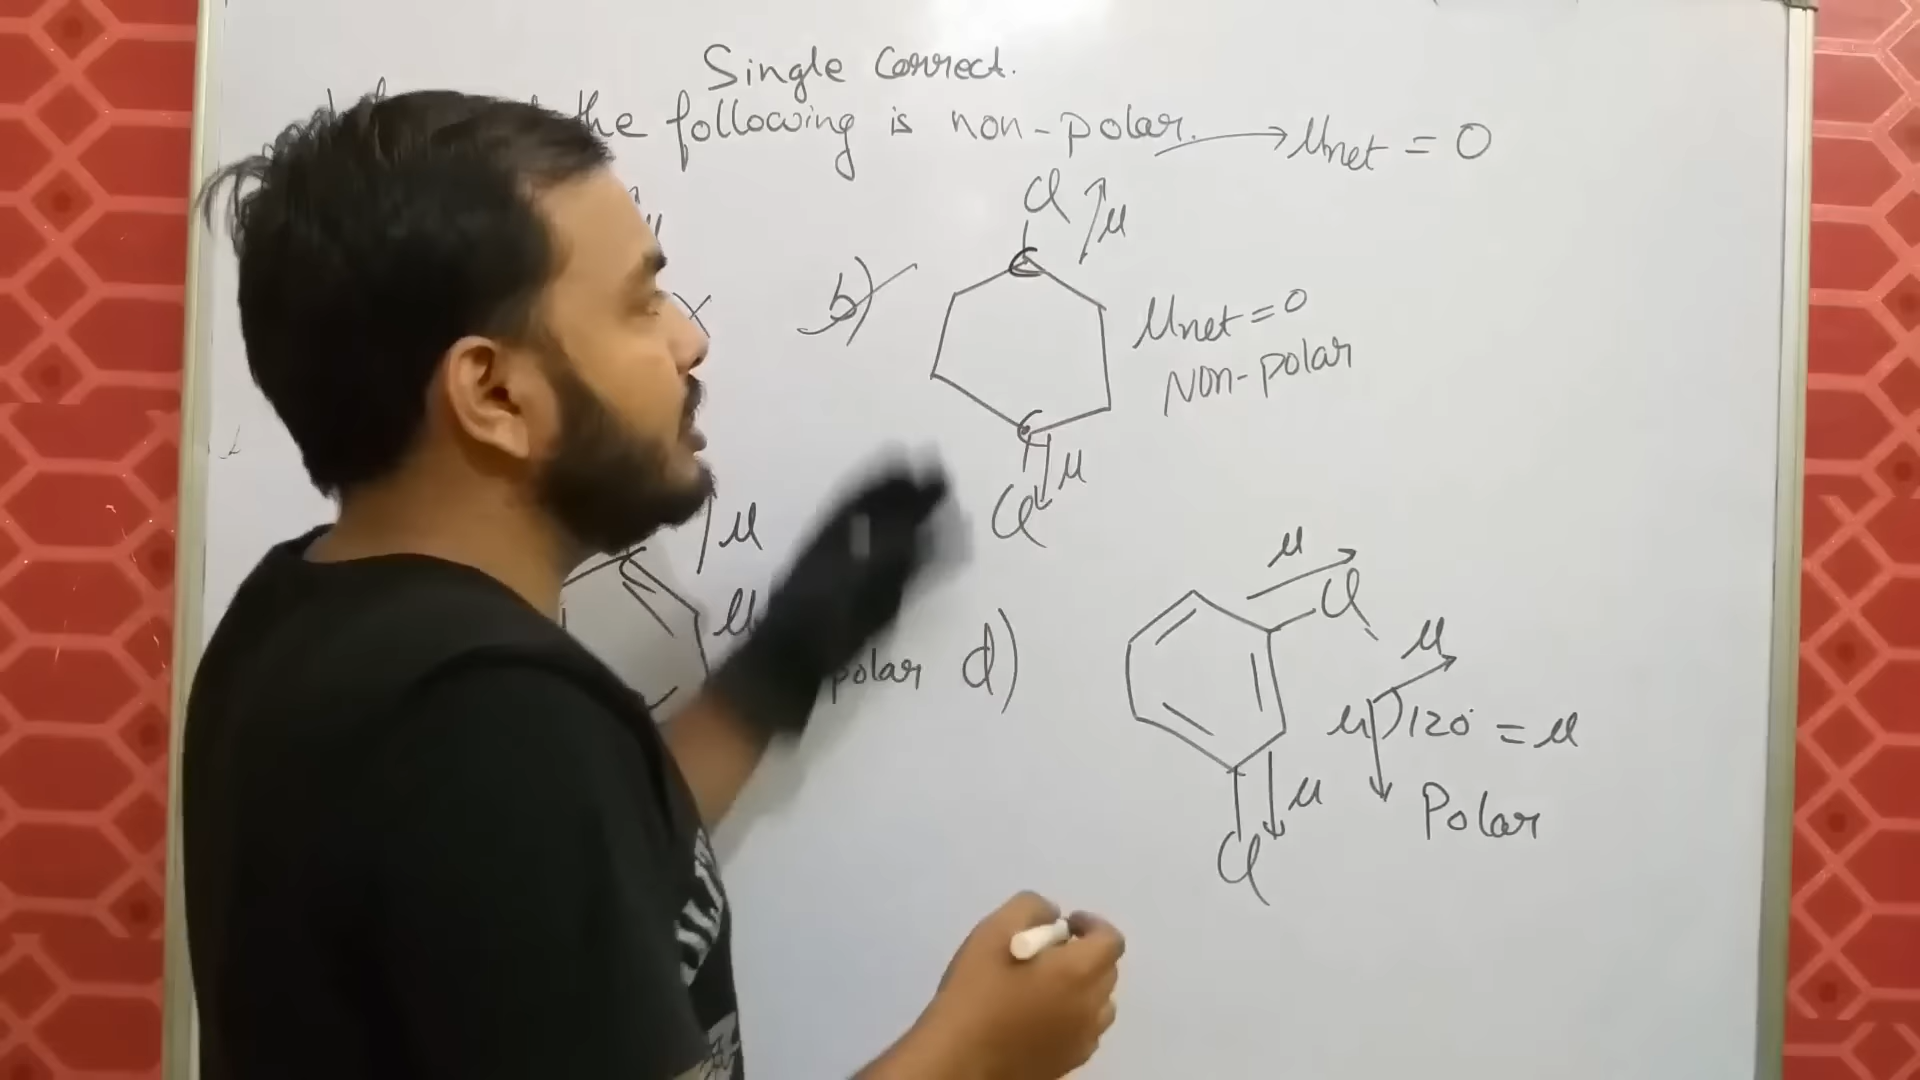 Single Correct.
the following is non-polar. → μnet = 0
Cl μ
b)
μnet = 0
Non-polar
μ
Cl
μ
μ
polar
d)
μ
Cl
μ
μ 120° = μ
μ
Polar
Cl